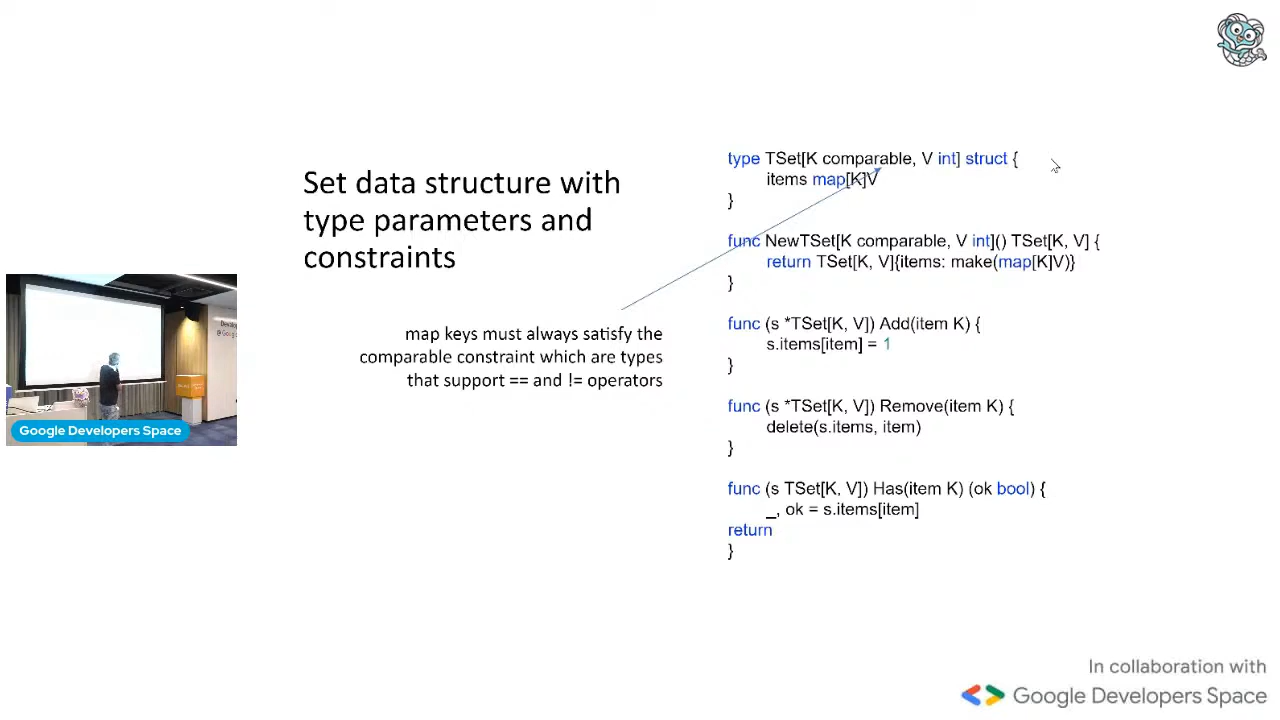 Set data structure with
type parameters and
constraints
map keys must always satisfy the
comparable constraint which are types
that support == and != operators
type TSet[K comparable, V int] struct {
items map[K]V
}
func NewTSet[K comparable, V int]() TSet[K, V] {
return TSet[K, V]{items: make(map[K]V)}
}
func (s *TSet[K, V]) Add(item K) {
s.items[item] = 1
}
func (s *TSet[K, V]) Remove(item K) {
delete(s.items, item)
}
func (s TSet[K, V]) Has(item K) (ok bool) {
_, ok = s.items[item]
return
}
Google Developers Space
In collaboration with
Google Developers Space